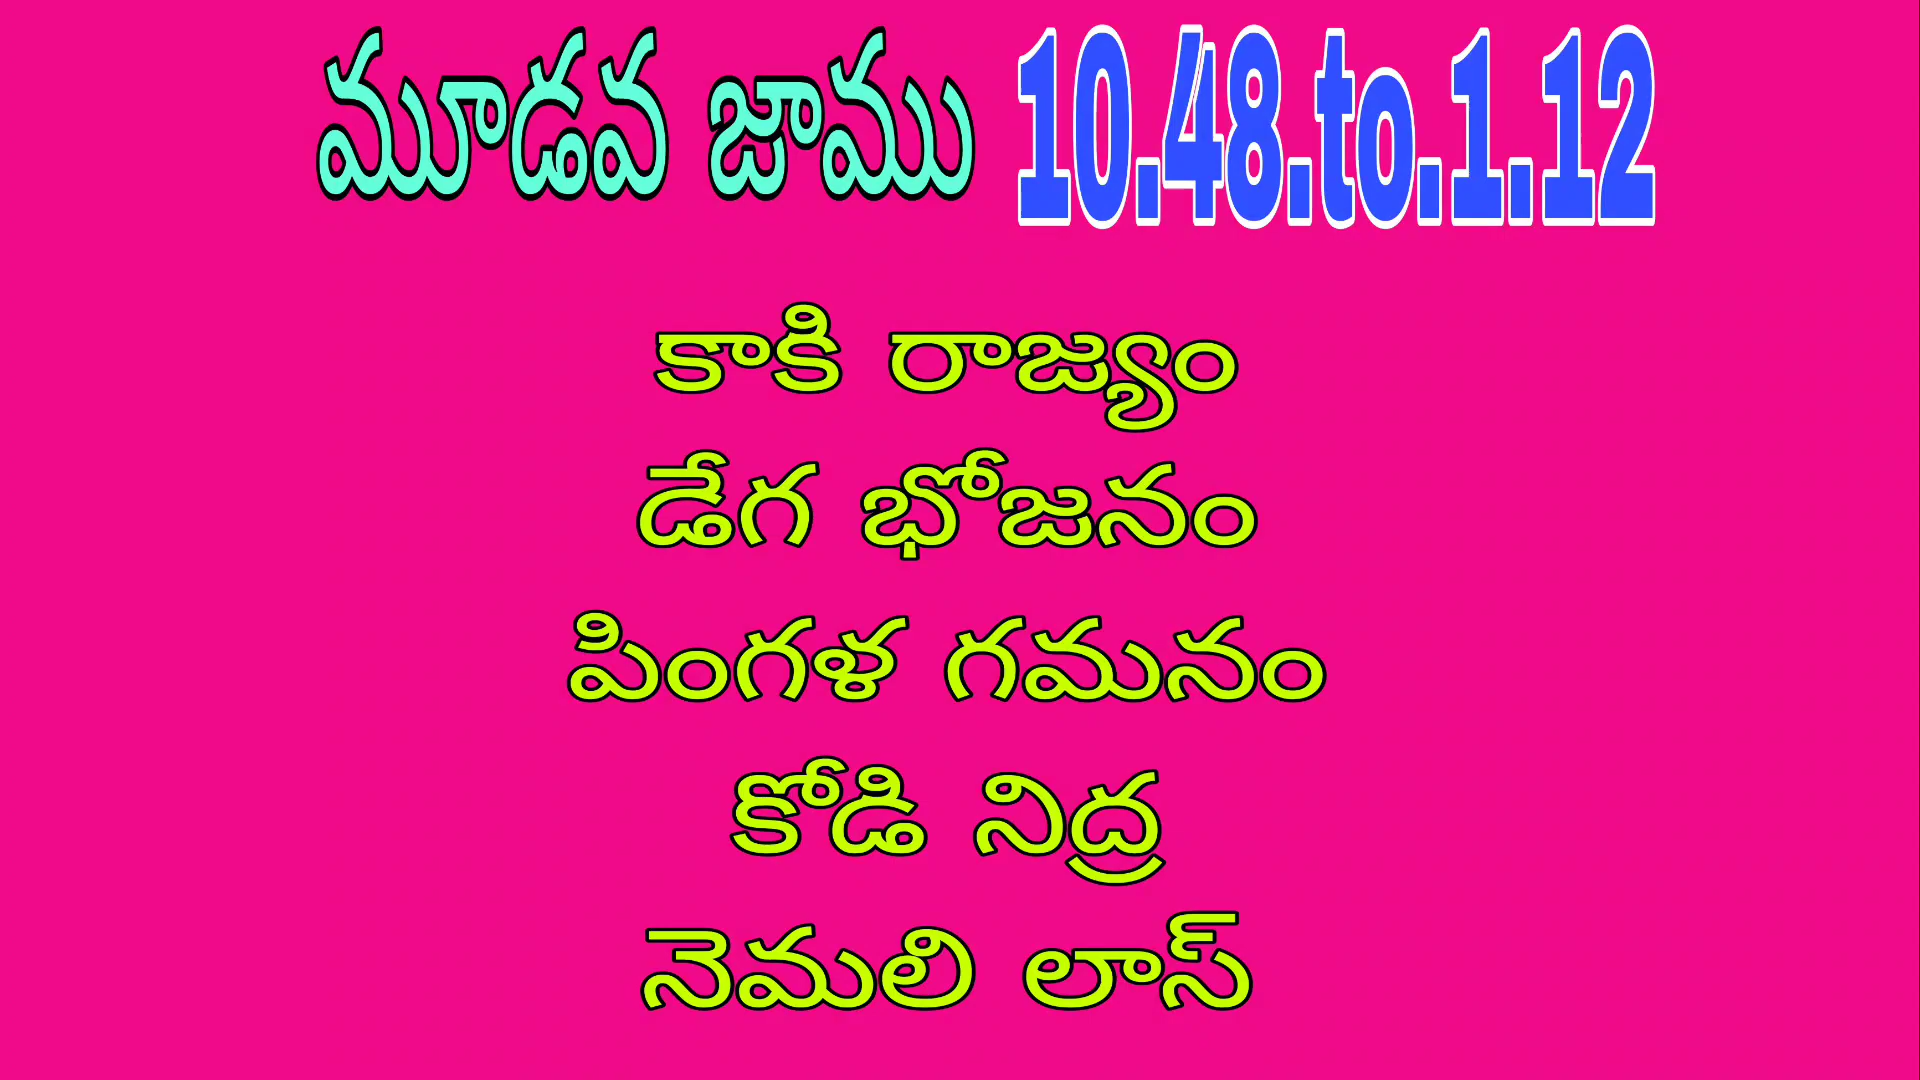 మూడవ జాము 10.48.to.1.12
కాకి రాజ్యం
డేగ భోజనం
పింగళ గమనం
కోడి నిద్ర
నెమలి లాస్